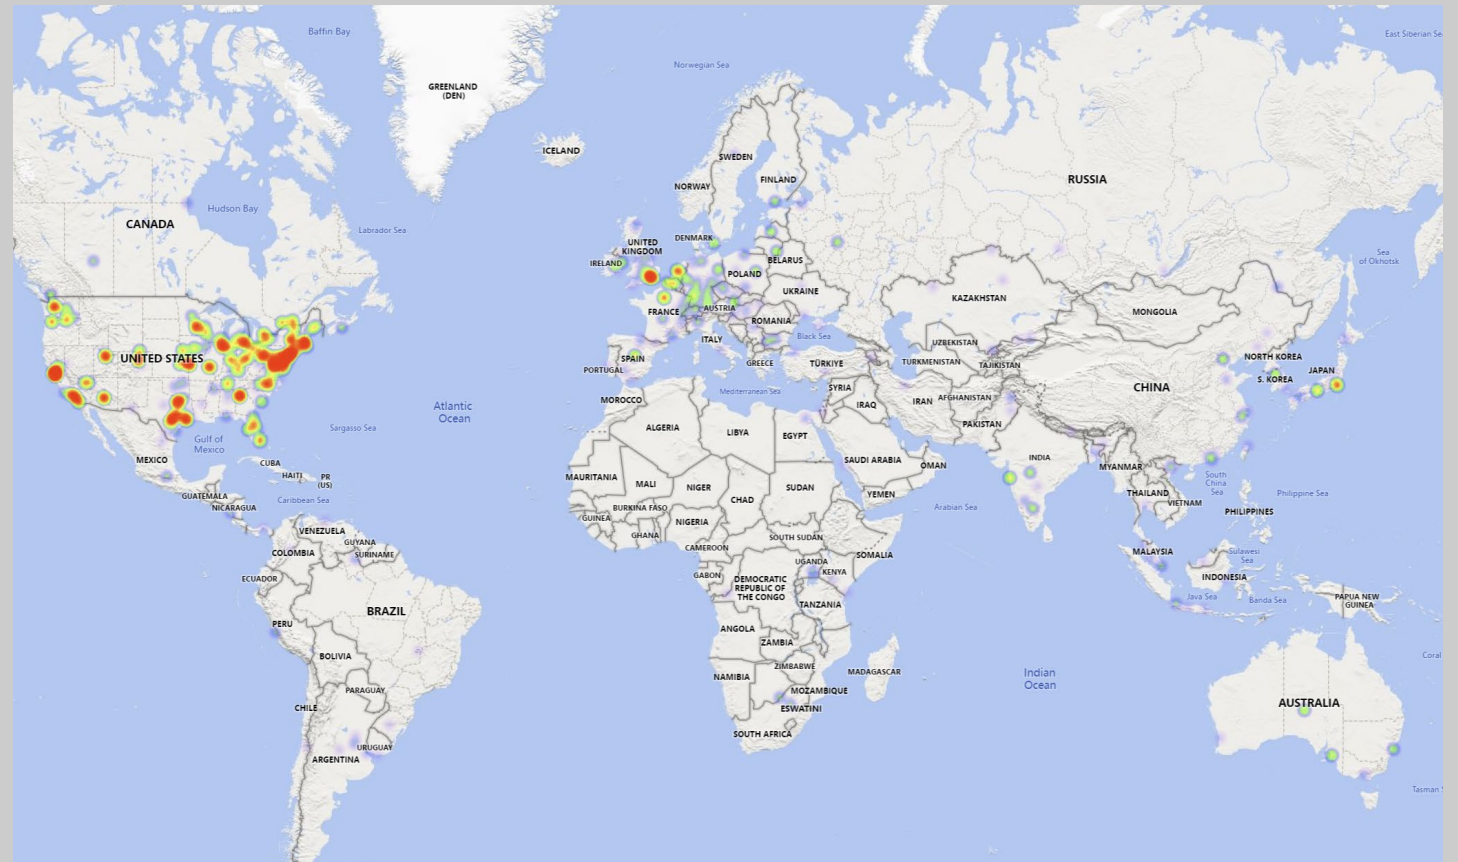 Baffin Bay
East Siberian Se
Norwegian Sea
GREENLAND
(DEN)
ICELAND
SWEDEN
FINLAND
NORWAY
RUSSIA
Hudson Bay
CANADA
Labrador Sea
UNITED
KINGDOM
DENMARK
IRELAND
BELARUS
POLAND
UKRAINE
Sea
of Okhotsk
KAZAKHSTAN
FRANCE
AUSTRIA
ROMANIA
MONGOLIA
Black Sea
ITALY
UZBEKISTAN
UNITED STATES
SPAIN
PORTUGAL
GREECE
TÜRKIYE
TURKMENISTAN
TAJIKISTAN
NORTH KOREA
JAPAN
S. KOREA
CHINA
Mediterranean Sea
SYRIA
MOROCCO
IRAQ
IRAN
AFGHANISTAN
Atlantic
Ocean
PAKISTAN
Sargasso Sea
ALGERIA
LIBYA
EGYPT
Gulf of
Mexico
MEXICO
CUBA
HAITI
PR
(US)
SAUDI ARABIA
OMAN
INDIA
MYANMAR
MAURITANIA
MALI
NIGER
CHAD
SUDAN
YEMEN
South
China
Sea
THAILAND
VIETNAM
Philippine Sea
GUATEMALA
NICARAGUA
Caribbean Sea
BURKINA FASO
Arabian Sea
PHILIPPINES
GUINEA
NIGERIA
GHANA
VENEZUELA
GUYANA
SURINAME
COLOMBIA
SOUTH SUDAN
CAMEROON
SOMALIA
MALAYSIA
Sulawesi
Sea
UGANDA
KENYA
ECUADOR
GABON
DEMOCRATIC
REPUBLIC OF
THE CONGO
INDONESIA
Java Sea
Banda Sea
PAPUA NEW
GUINEA
BRAZIL
TANZANIA
PERU
ANGOLA
ZAMBIA
BOLIVIA
Coral
ZIMBABWE
MADAGASCAR
NAMIBIA
Indian
Ocean
PARAGUAY
MOZAMBIQUE
CHILE
ESWATINI
AUSTRALIA
SOUTH AFRICA
URUGUAY
ARGENTINA
Tasman S